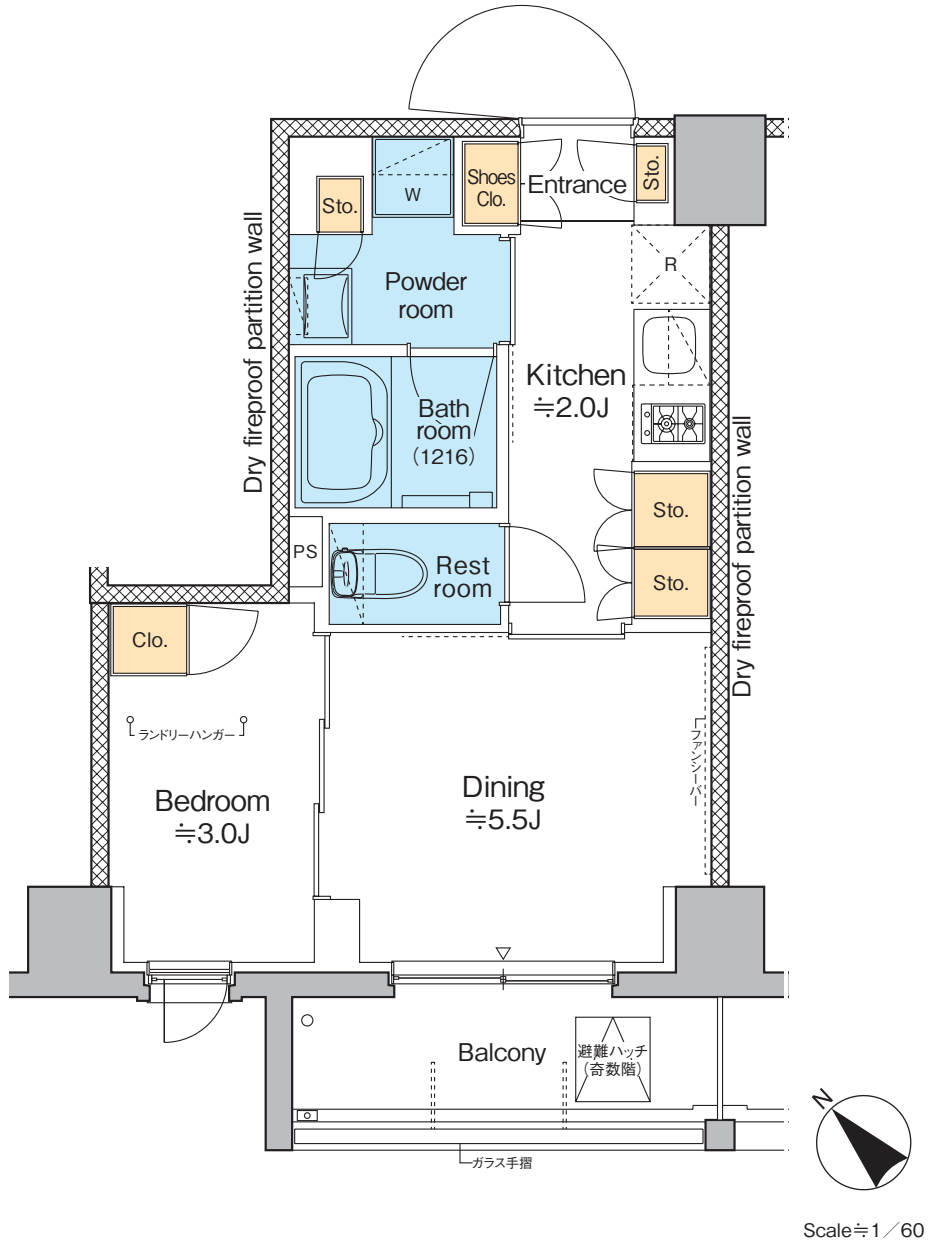 Shoes
Clo.
Entrance
Sto.
W
Sto.
Powder
room
R
Dry fireproof partition wall
Kitchen
≒2.0J
Bath
room
(1216)
Sto.
PS
Rest
room
Sto.
Dry fireproof partition wall
Clo.
ランドリーハンガー
ファンシーバー
Bedroom
≒3.0J
Dining
≒5.5J
Balcony
避難ハッチ
(奇数階)
ガラス手摺
N
Scale≒1/60